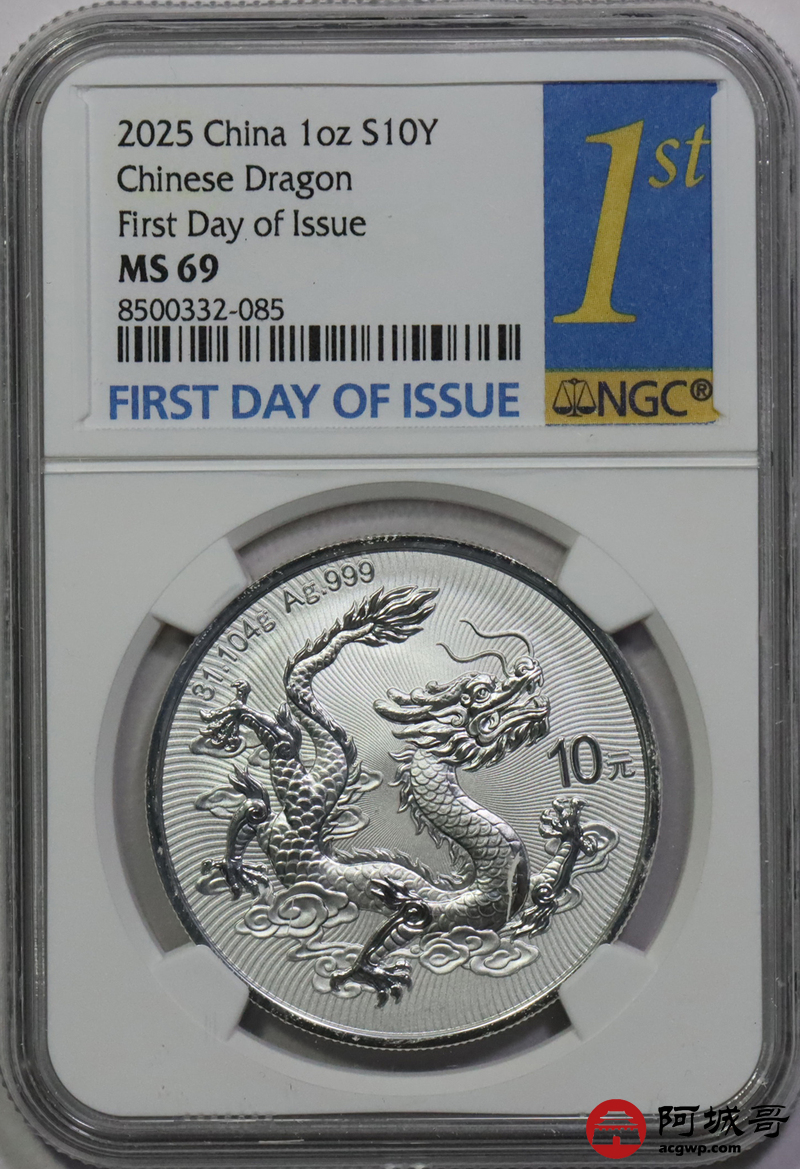 2025 China 1oz S10Y
Chinese Dragon
First Day of Issue
MS 69
8500332-085
FIRST DAY OF ISSUE
1st
NGC®
31.104g Ag.999
10元
阿城哥
acgwp.com